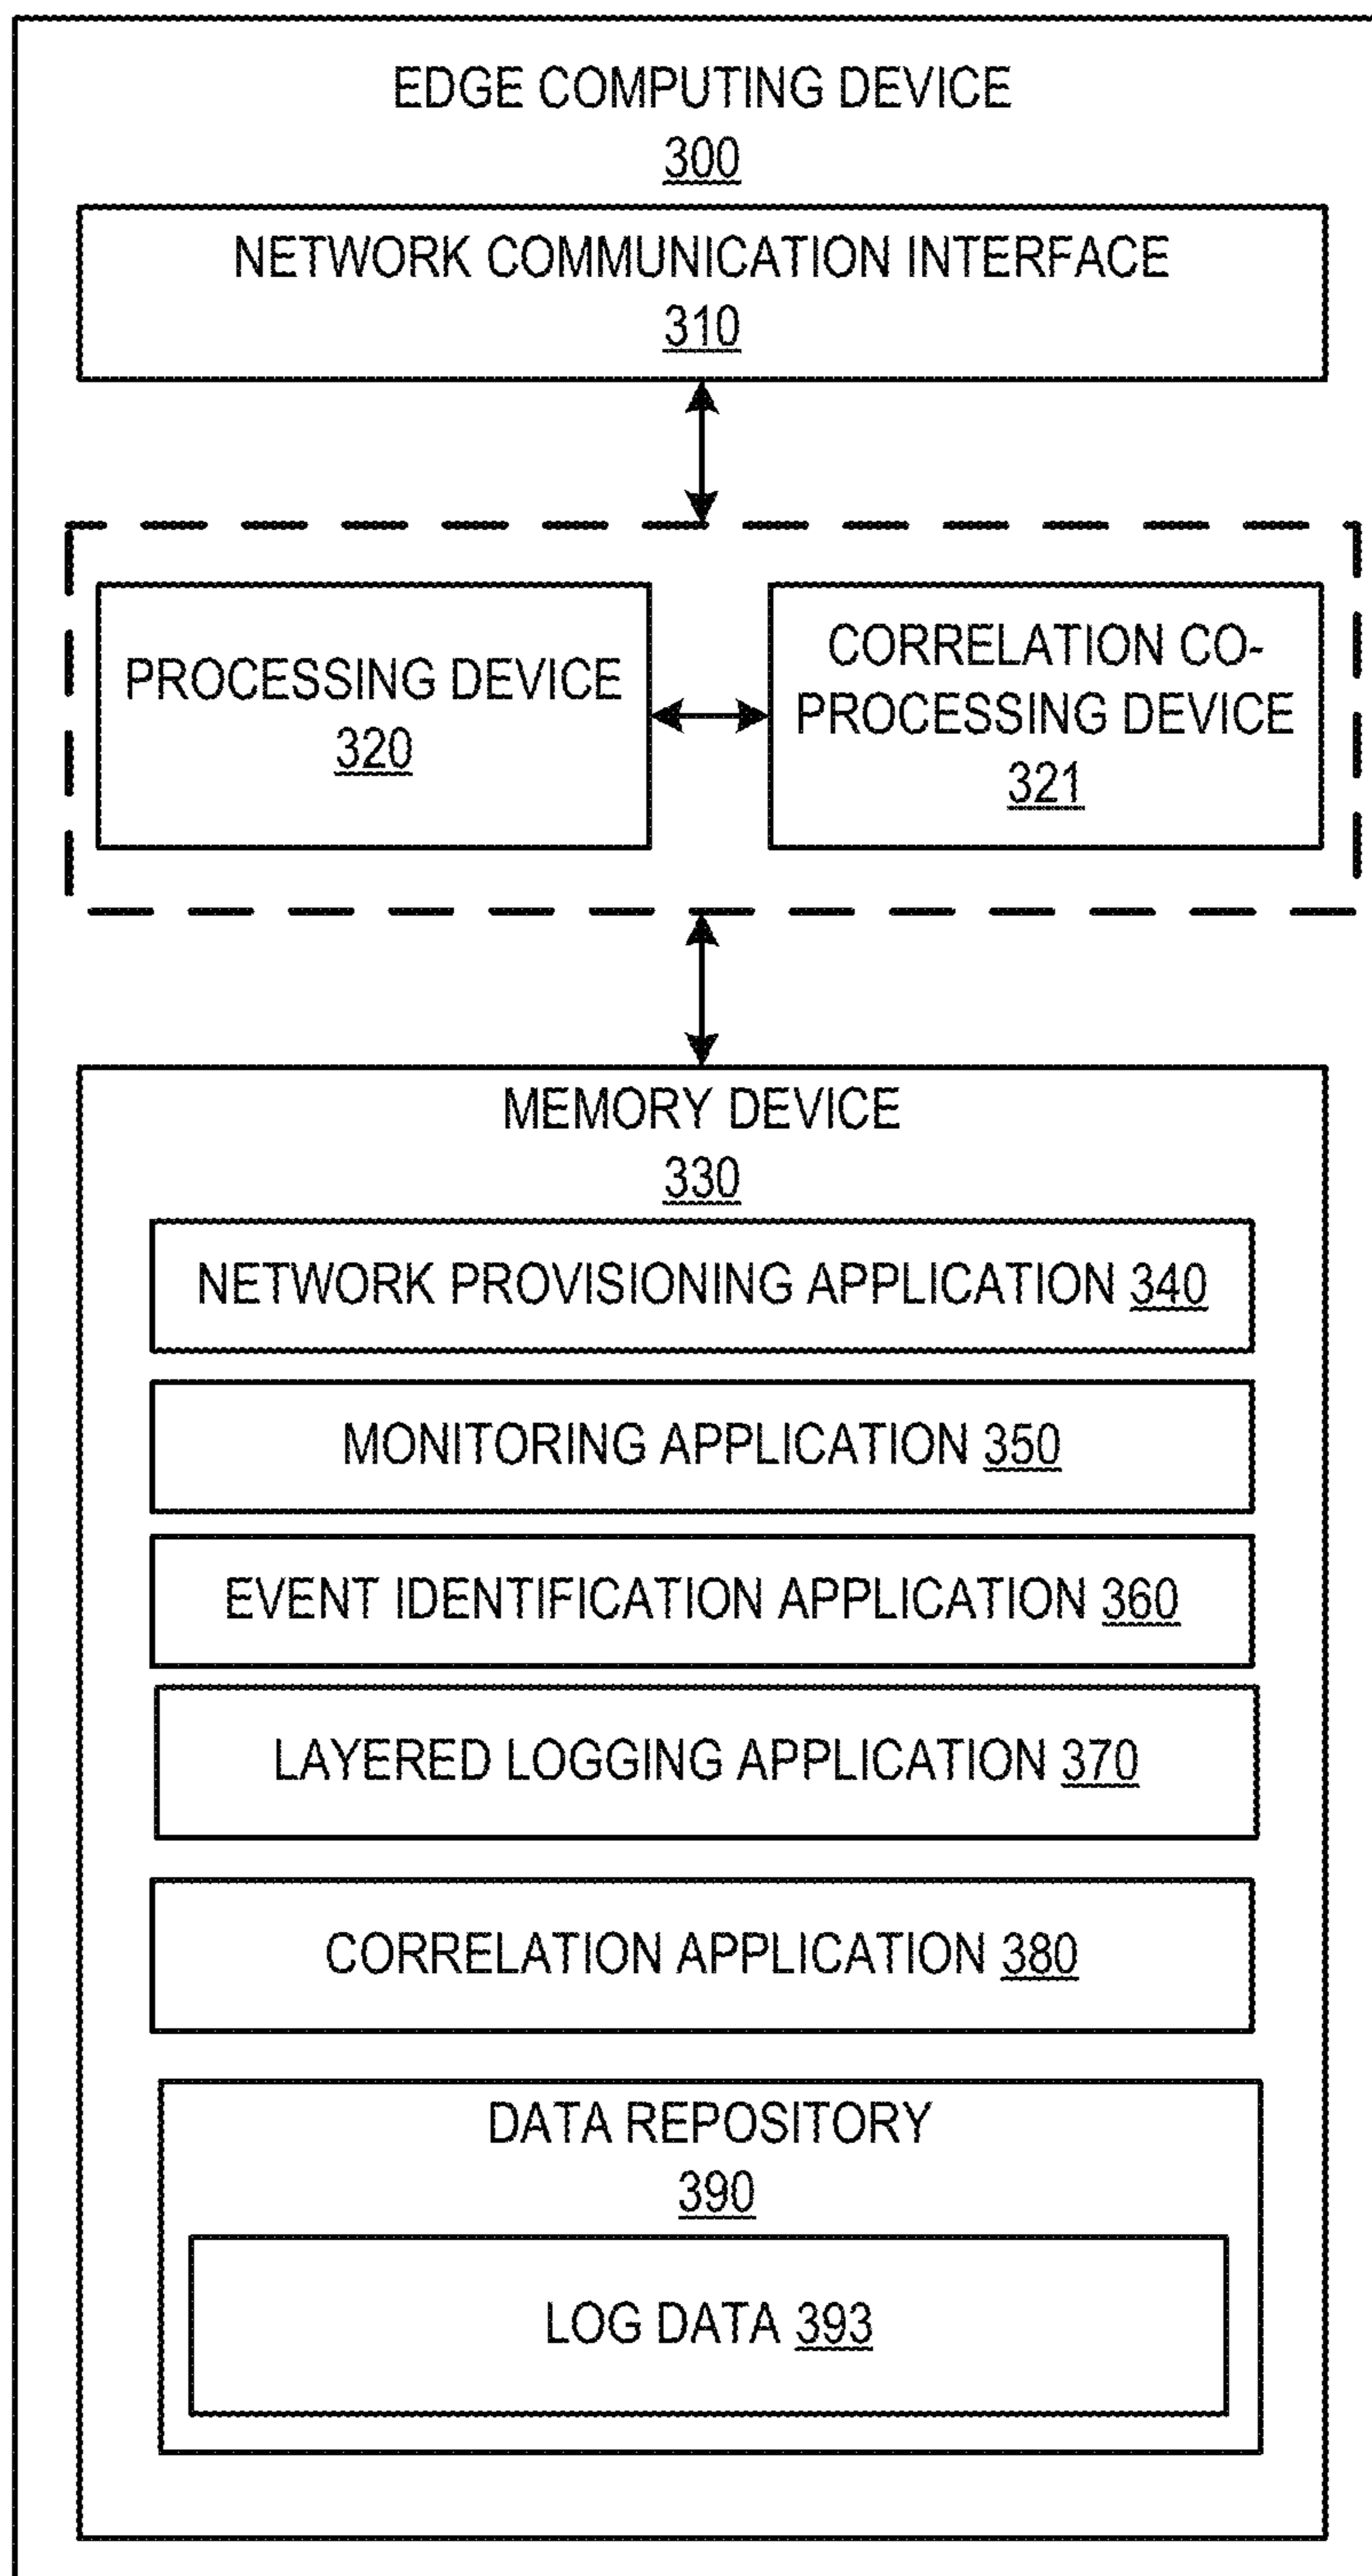 EDGE COMPUTING DEVICE
300
NETWORK COMMUNICATION INTERFACE
310
PROCESSING DEVICE
320
CORRELATION CO-
PROCESSING DEVICE
321
MEMORY DEVICE
330
NETWORK PROVISIONING APPLICATION 340
MONITORING APPLICATION 350
EVENT IDENTIFICATION APPLICATION 360
LAYERED LOGGING APPLICATION 370
CORRELATION APPLICATION 380
DATA REPOSITORY
390
LOG DATA 393